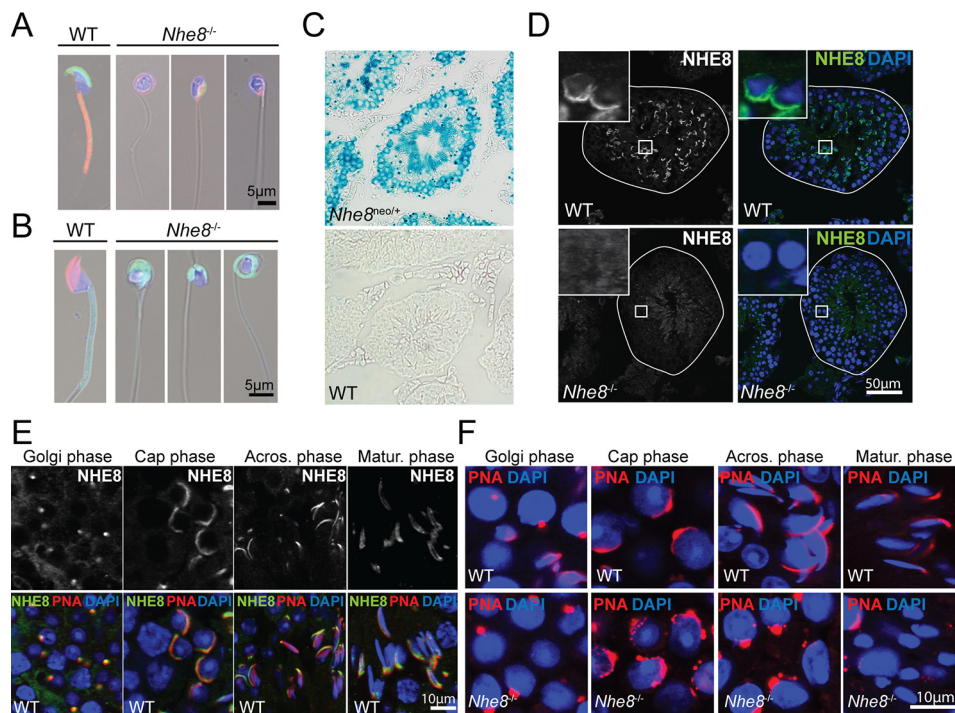 A
WT
Nhe8-/-
5µm
B
WT
Nhe8-/-
5µm
C
Nhe8neo/+
WT
D
NHE8
NHE8 DAPI
WT
WT
NHE8
NHE8 DAPI
Nhe8-/-
Nhe8-/-
50µm
E
Golgi phase
Cap phase
Acros. phase
Matur. phase
NHE8
NHE8
NHE8
NHE8
NHE8 PNA DAPI
NHE8 PNA DAPI
NHE8 PNA DAPI
NHE8 PNA DAPI
WT
WT
WT
WT
10µm
F
Golgi phase
Cap phase
Acros. phase
Matur. phase
PNA DAPI
PNA DAPI
PNA DAPI
PNA DAPI
WT
WT
WT
WT
PNA DAPI
PNA DAPI
PNA DAPI
PNA DAPI
Nhe8-/-
Nhe8-/-
Nhe8-/-
Nhe8-/-
10µm